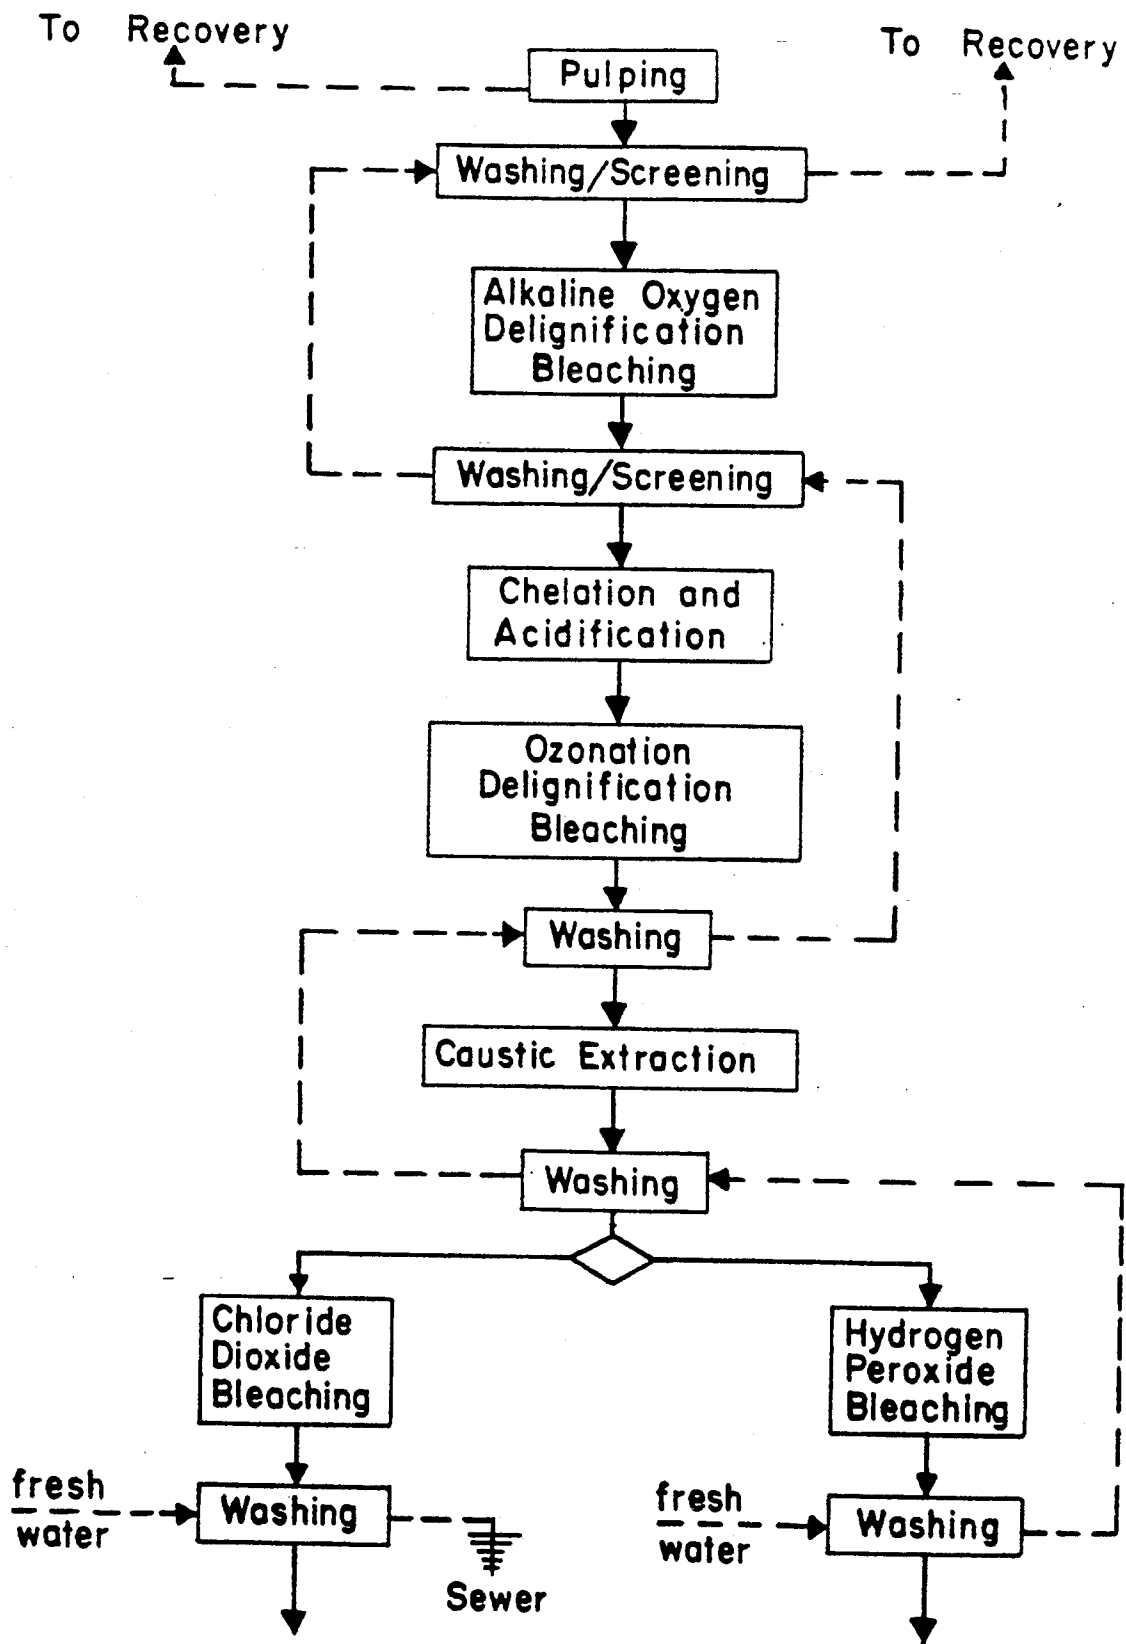 To Recovery
To Recovery
Pulping
Washing/Screening
Alkaline Oxygen
Delignification
Bleaching
Washing/Screening
Chelation and
Acidification
Ozonation
Delignification
Bleaching
Washing
Caustic Extraction
Washing
Chloride
Dioxide
Bleaching
Hydrogen
Peroxide
Bleaching
fresh
water
Washing
Sewer
fresh
water
Washing